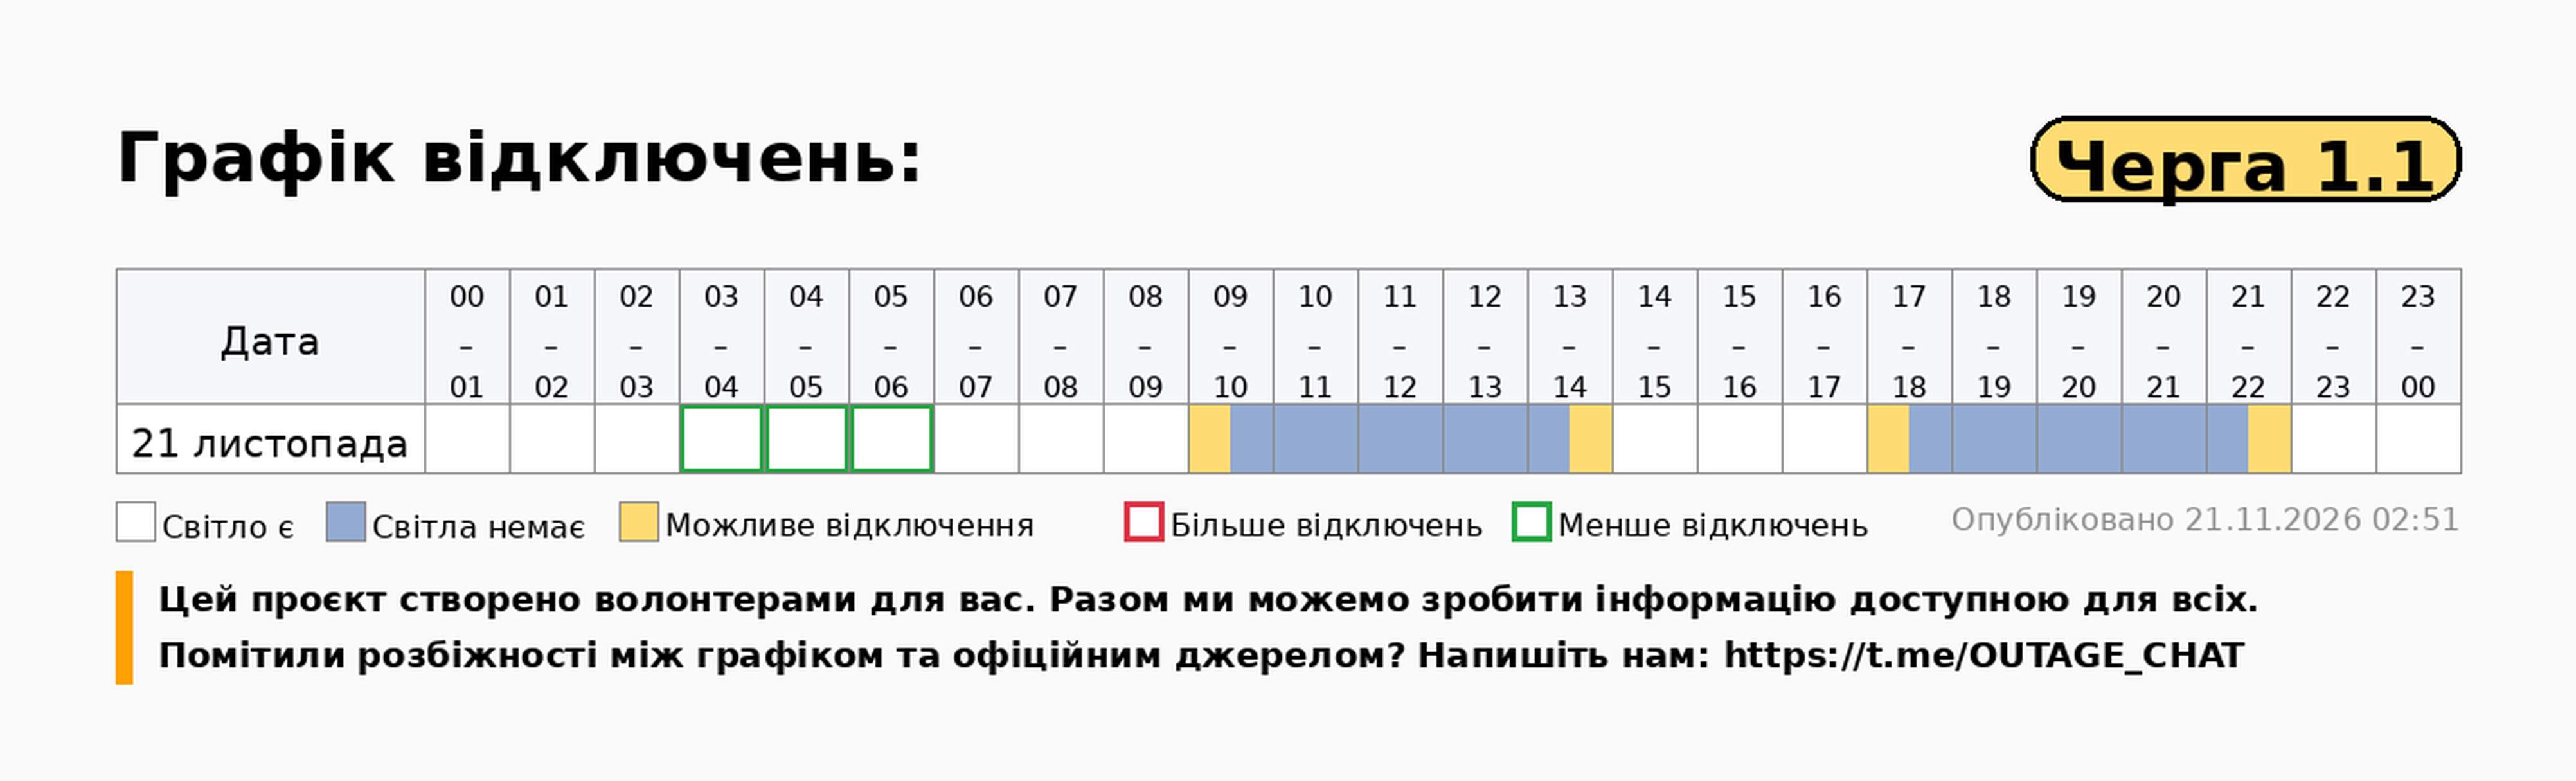 Графік відключень:
Черга 1.1
Дата
00 – 01
01 – 02
02 – 03
03 – 04
04 – 05
05 – 06
06 – 07
07 – 08
08 – 09
09 – 10
10 – 11
11 – 12
12 – 13
13 – 14
14 – 15
15 – 16
16 – 17
17 – 18
18 – 19
19 – 20
20 – 21
21 – 22
22 – 23
23 – 00
21 листопада
Світло є
Світла немає
Можливе відключення
Більше відключень
Менше відключень
Опубліковано 21.11.2026 02:51
Цей проєкт створено волонтерами для вас. Разом ми можемо зробити інформацію доступною для всіх.
Помітили розбіжності між графіком та офіційним джерелом? Напишіть нам: https://t.me/OUTAGE_CHAT